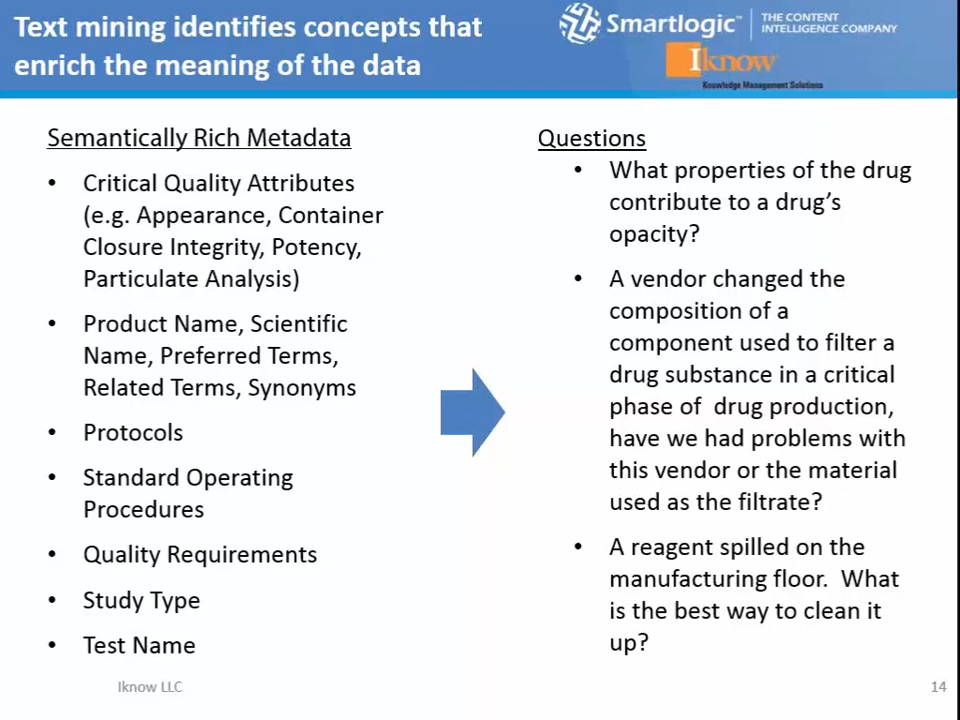 Text mining identifies concepts that
enrich the meaning of the data
Smartlogic™
THE CONTENT
INTELLIGENCE COMPANY
Iknow
Knowledge Management Solutions
Semantically Rich Metadata
• Critical Quality Attributes
(e.g. Appearance, Container
Closure Integrity, Potency,
Particulate Analysis)
• Product Name, Scientific
Name, Preferred Terms,
Related Terms, Synonyms
• Protocols
• Standard Operating
Procedures
• Quality Requirements
• Study Type
• Test Name
Questions
• What properties of the drug
contribute to a drug’s
opacity?
• A vendor changed the
composition of a
component used to filter a
drug substance in a critical
phase of drug production,
have we had problems with
this vendor or the material
used as the filtrate?
• A reagent spilled on the
manufacturing floor. What
is the best way to clean it
up?
Iknow LLC
14